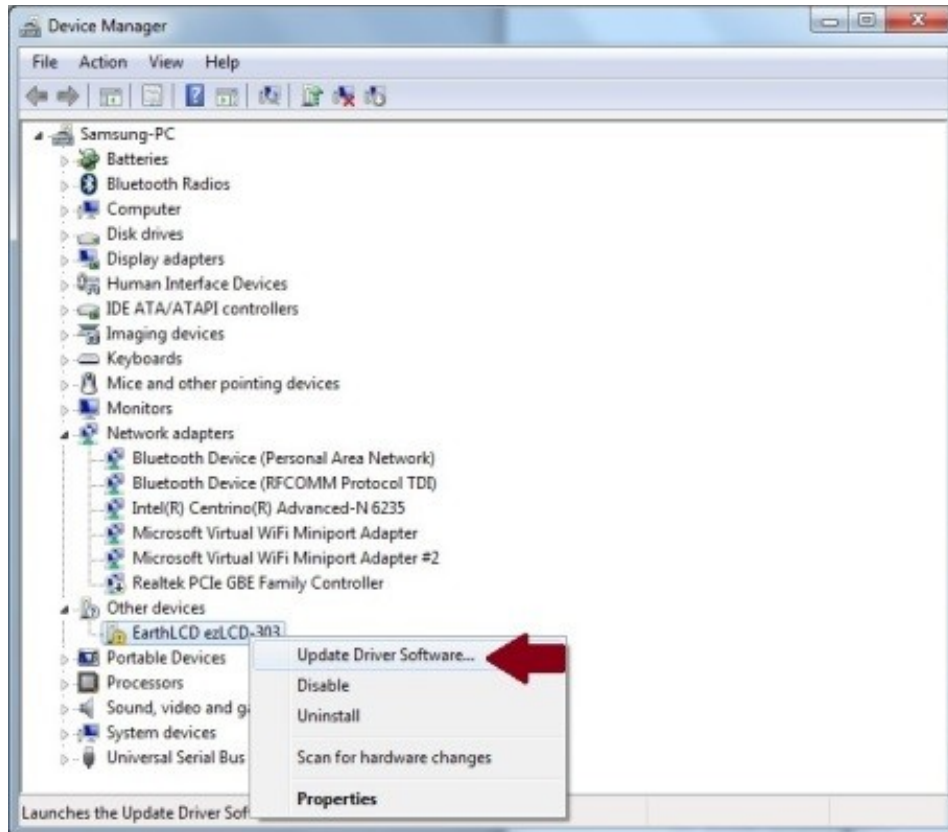 Device Manager
File Action View Help
Samsung-PC
Batteries
Bluetooth Radios
Computer
Disk drives
Display adapters
Human Interface Devices
IDE ATA/ATAPI controllers
Imaging devices
Keyboards
Mice and other pointing devices
Monitors
Network adapters
Bluetooth Device (Personal Area Network)
Bluetooth Device (RFCOMM Protocol TDI)
Intel(R) Centrino(R) Advanced-N 6235
Microsoft Virtual WiFi Miniport Adapter
Microsoft Virtual WiFi Miniport Adapter #2
Realtek PCIe GBE Family Controller
Other devices
EarthLCD ezLCD-303
Update Driver Software...
Portable Devices
Processors
Disable
Sound, video and g
Uninstall
System devices
Universal Serial Bus
Scan for hardware changes
Properties
Launches the Update Driver Sof